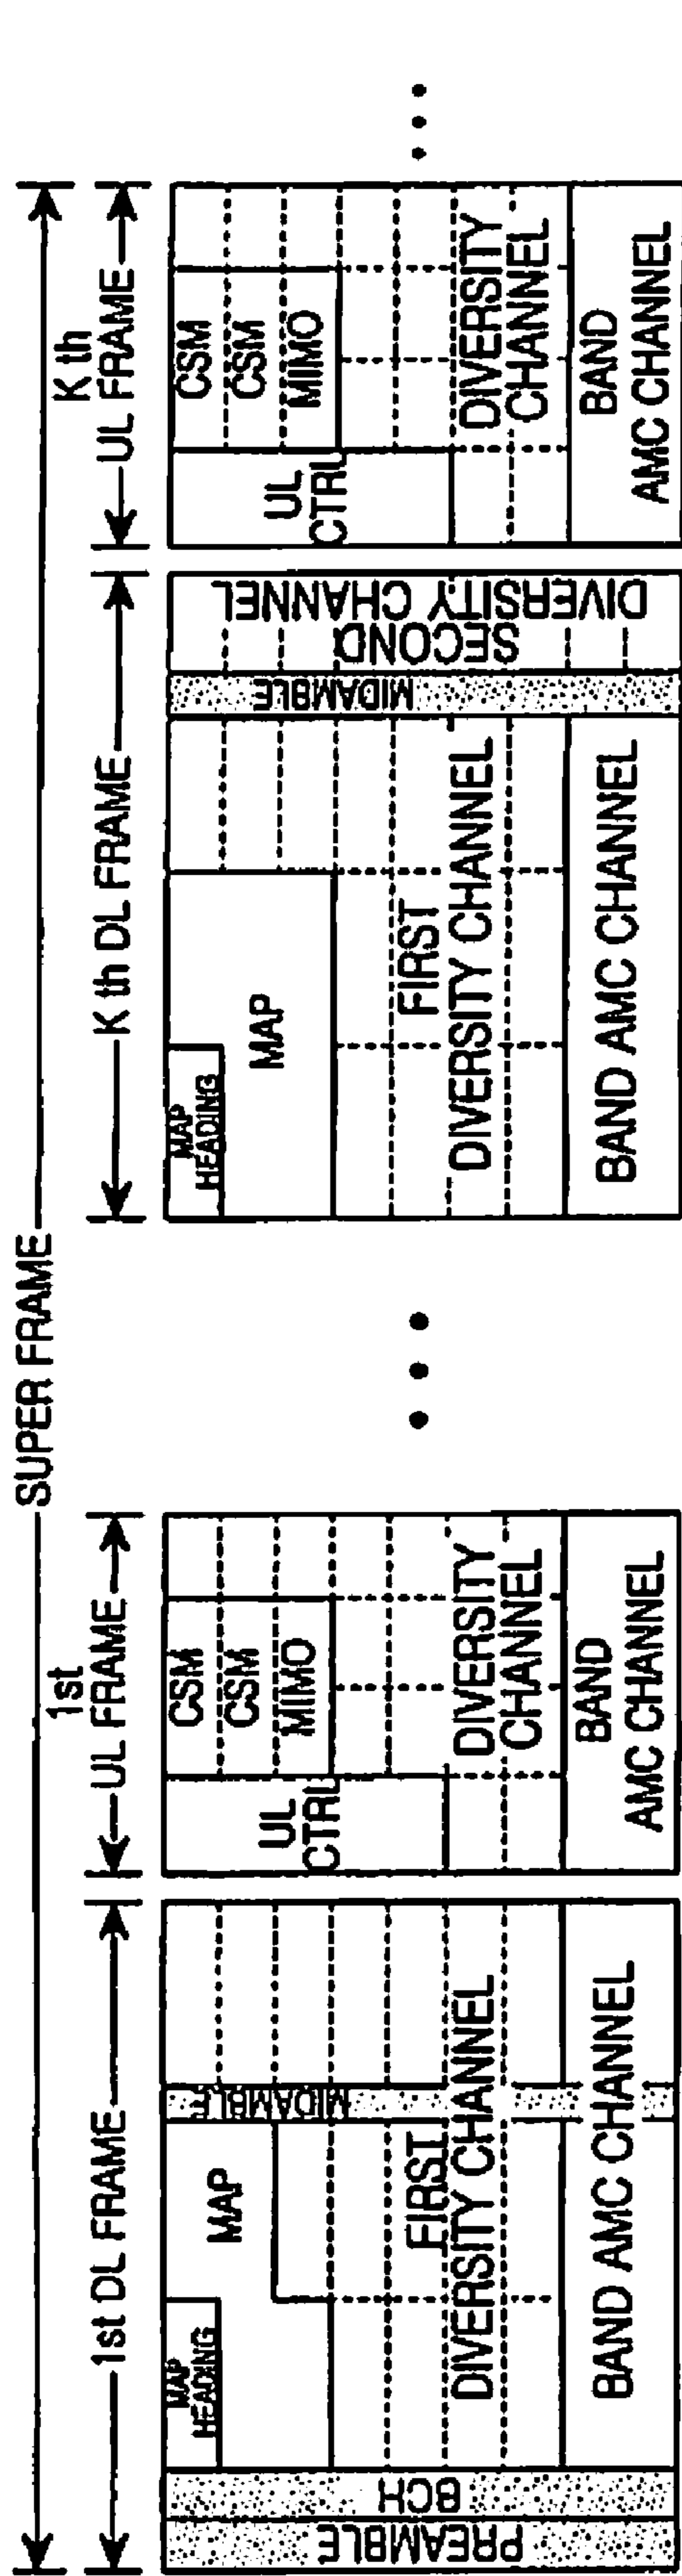 SUPER FRAME
1st DL FRAME
1st
UL FRAME
K th DL FRAME
K th
UL FRAME
PREAMBLE
BCH
MAP
HEADING
MAP
MIDAMBLE
FIRST
DIVERSITY CHANNEL
BAND AMC CHANNEL
UL
CTRL
CSM
CSM
MIMO
DIVERSITY
CHANNEL
BAND
AMC CHANNEL
MAP
HEADING
MAP
FIRST
DIVERSITY CHANNEL
BAND AMC CHANNEL
MIDAMBLE
SECOND
DIVERSITY CHANNEL
UL
CTRL
CSM
CSM
MIMO
DIVERSITY
CHANNEL
BAND
AMC CHANNEL